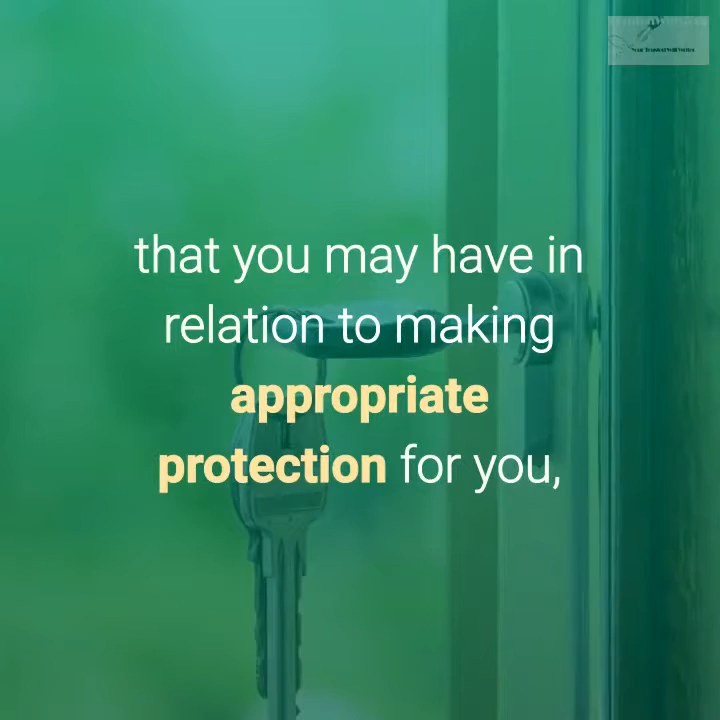 that you may have in
relation to making
appropriate
protection for you,